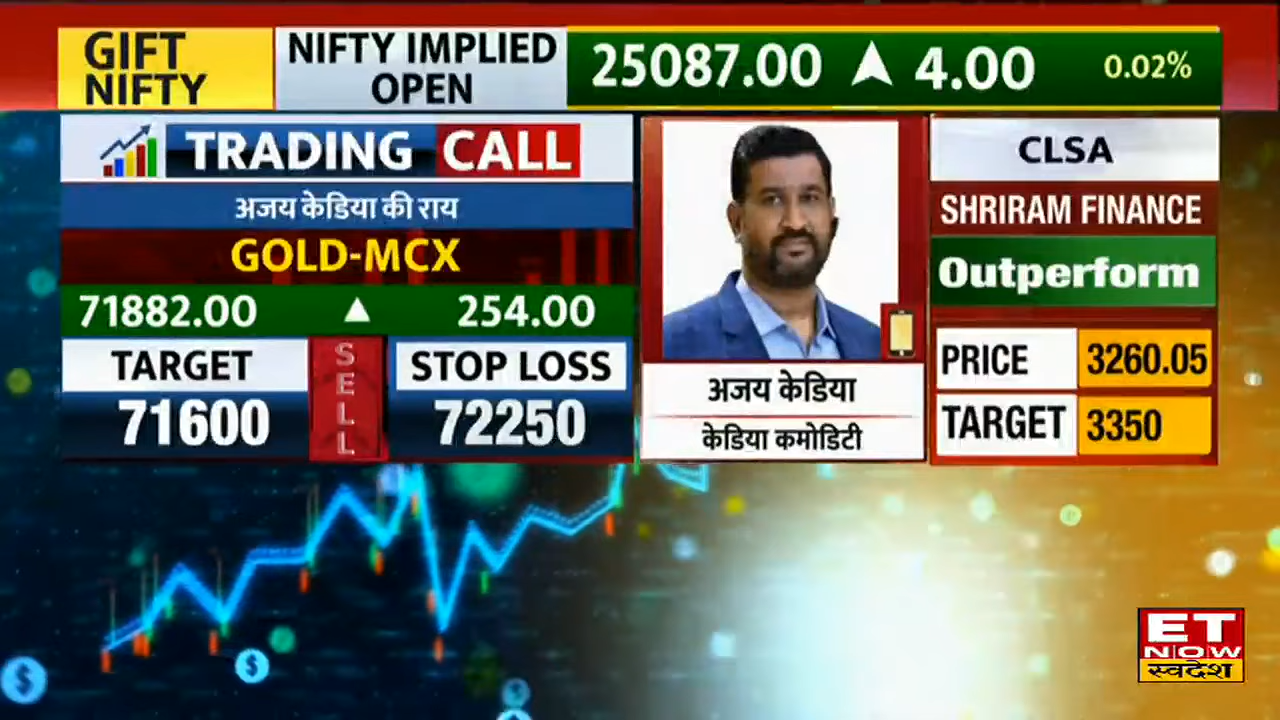 GIFT
NIFTY
NIFTY IMPLIED
OPEN
25087.00 ▲ 4.00 0.02%
TRADING CALL
अजय केडिया की राय
GOLD-MCX
71882.00 ▲ 254.00
TARGET
71600
SELL
STOP LOSS
72250
अजय केडिया
केडिया कमोडिटी
CLSA
SHRIRAM FINANCE
Outperform
PRICE 3260.05
TARGET 3350
ET
NOW
स्वदेश